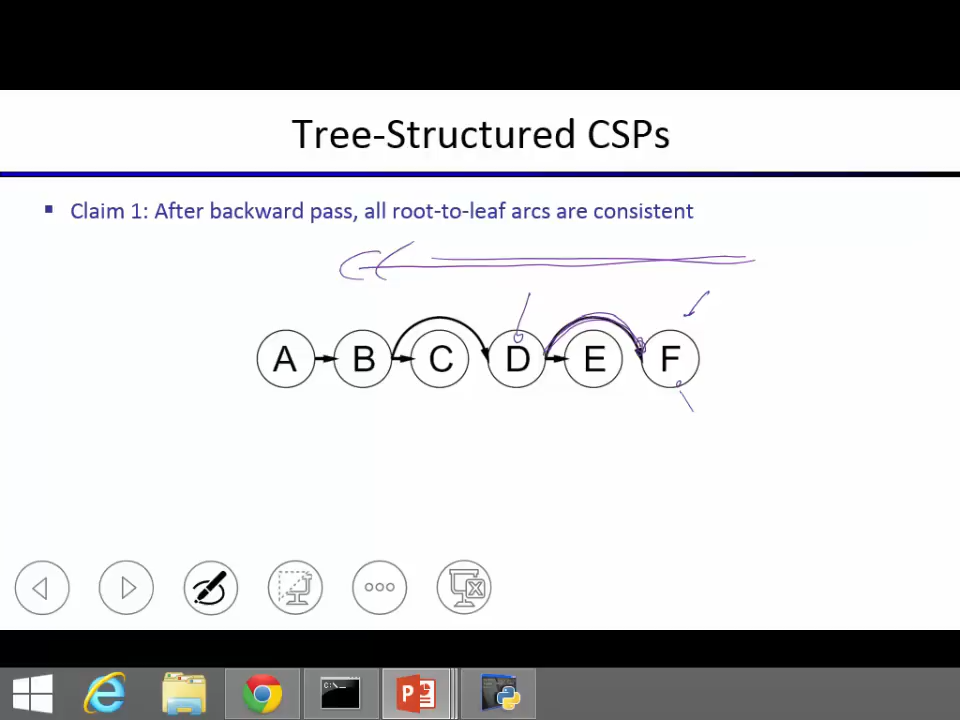 Tree-Structured CSPs
▪ Claim 1: After backward pass, all root-to-leaf arcs are consistent
A B C D E F